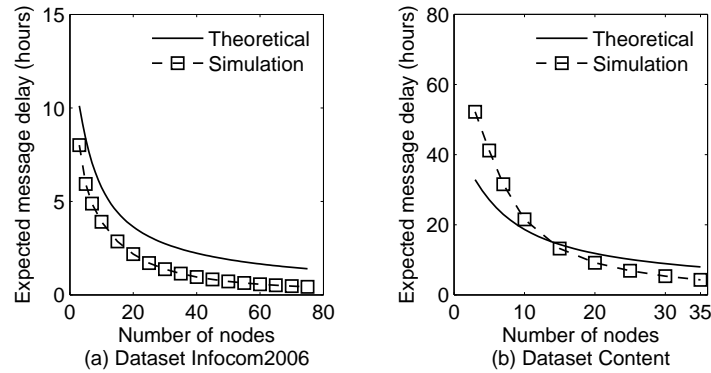 Expected message delay (hours)
15
10
5
0
Theoretical
Simulation
0 20 40 60 80
Number of nodes
(a) Dataset Infocom2006
Expected message delay (hours)
80
60
40
20
0
Theoretical
Simulation
0 10 20 30 35
Number of nodes
(b) Dataset Content